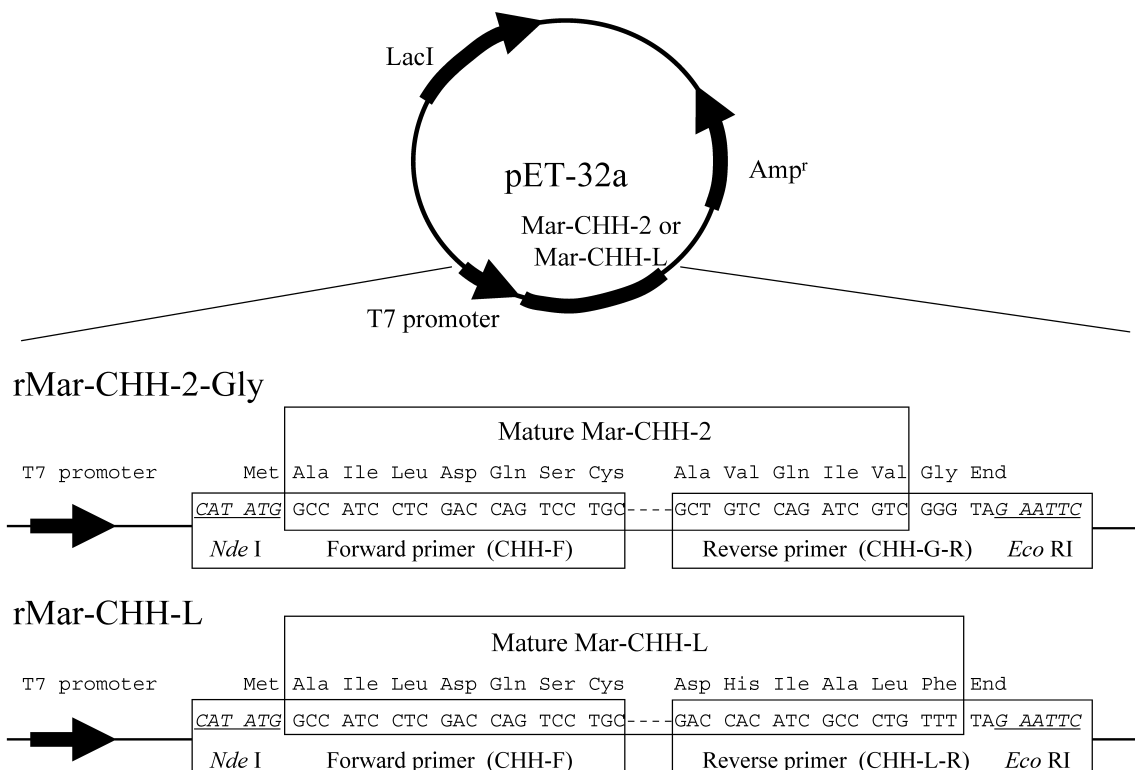 LacI
pET-32a
Ampʳ
Mar-CHH-2 or
Mar-CHH-L
T7 promoter
rMar-CHH-2-Gly
Mature Mar-CHH-2
T7 promoter Met Ala Ile Leu Asp Gln Ser Cys Ala Val Gln Ile Val Gly End
CAT ATG GCC ATC CTC GAC CAG TCC TGC----GCT GTC CAG ATC GTC GGG TAG AATTC
Nde I Forward primer (CHH-F) Reverse primer (CHH-G-R) Eco RI
rMar-CHH-L
Mature Mar-CHH-L
T7 promoter Met Ala Ile Leu Asp Gln Ser Cys Asp His Ile Ala Leu Phe End
CAT ATG GCC ATC CTC GAC CAG TCC TGC----GAC CAC ATC GCC CTG TTT TAG AATTC
Nde I Forward primer (CHH-F) Reverse primer (CHH-L-R) Eco RI